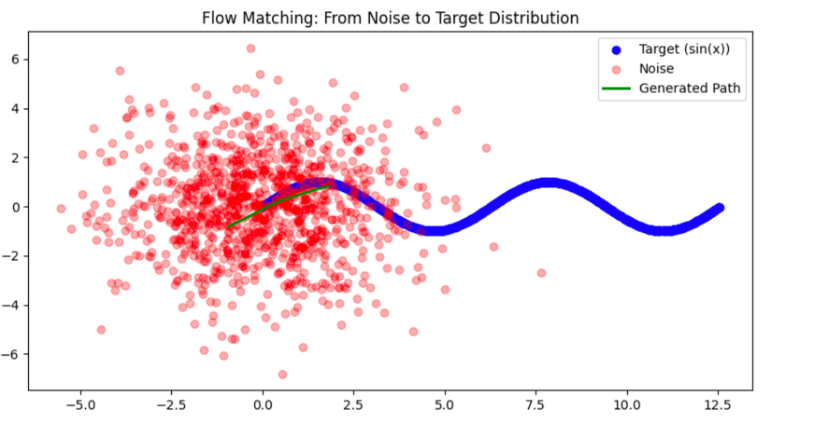 Flow Matching: From Noise to Target Distribution
Target (sin(x))
Noise
Generated Path
6
4
2
0
−2
−4
−6
−5.0 −2.5 0.0 2.5 5.0 7.5 10.0 12.5